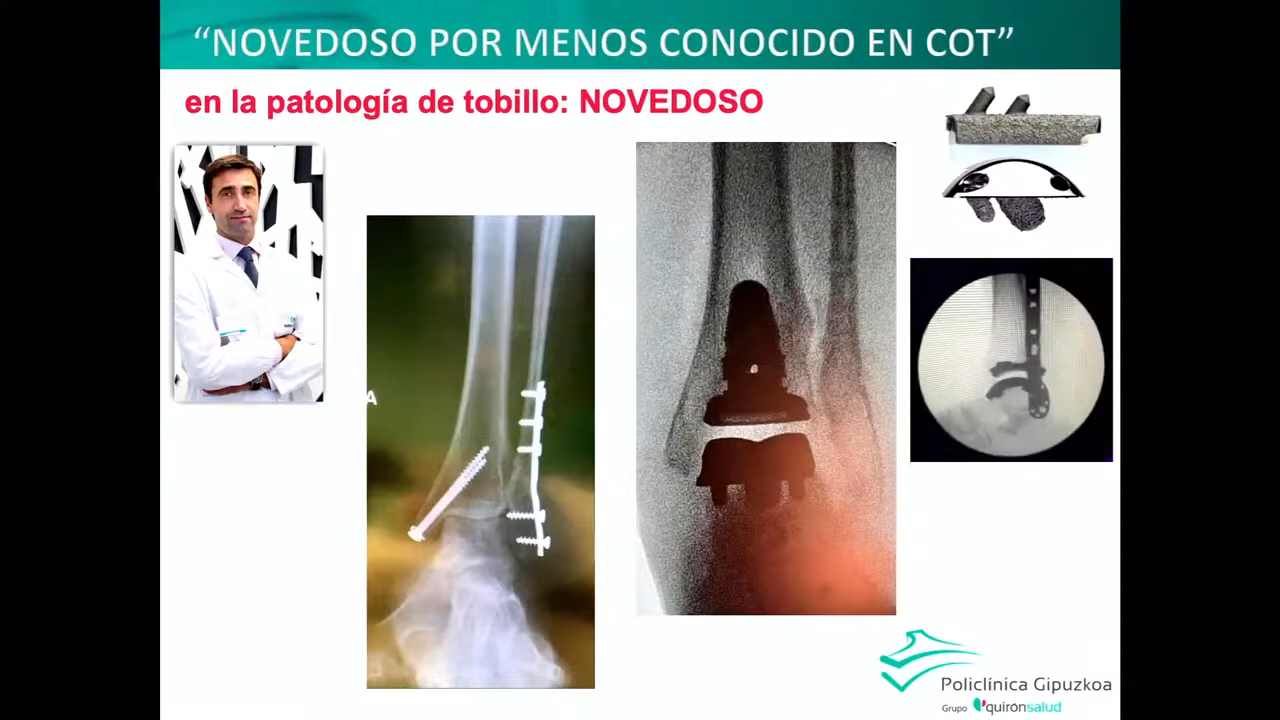 “NOVEDOSO POR MENOS CONOCIDO EN COT”
en la patología de tobillo: NOVEDOSO
A
Policlínica Gipuzkoa
Grupo quirónsalud